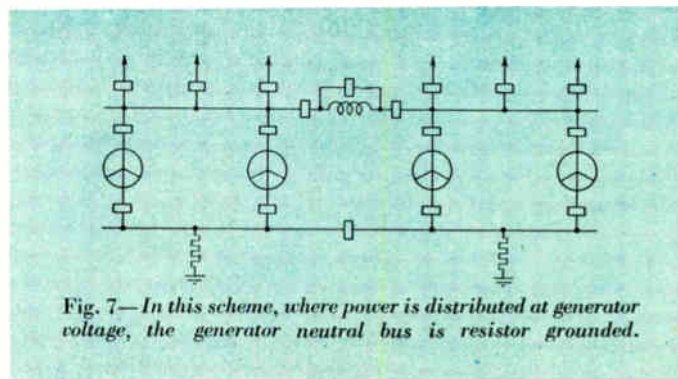 Fig. 7—In this scheme, where power is distributed at generator
voltage, the generator neutral bus is resistor grounded.